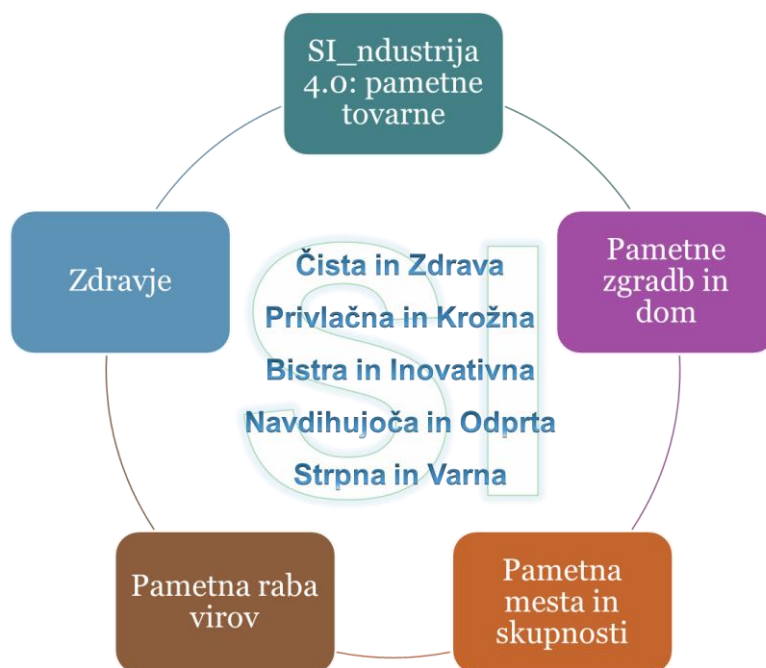 SI_ndustrija
4.0: pametne
tovarne
Zdravje
Pametne
zgradb in
dom
SI
Čista in Zdrava
Privlačna in Krožna
Bistra in Inovativna
Navdihujoča in Odprta
Strpna in Varna
Pametna raba
virov
Pametna
mesta in
skupnosti